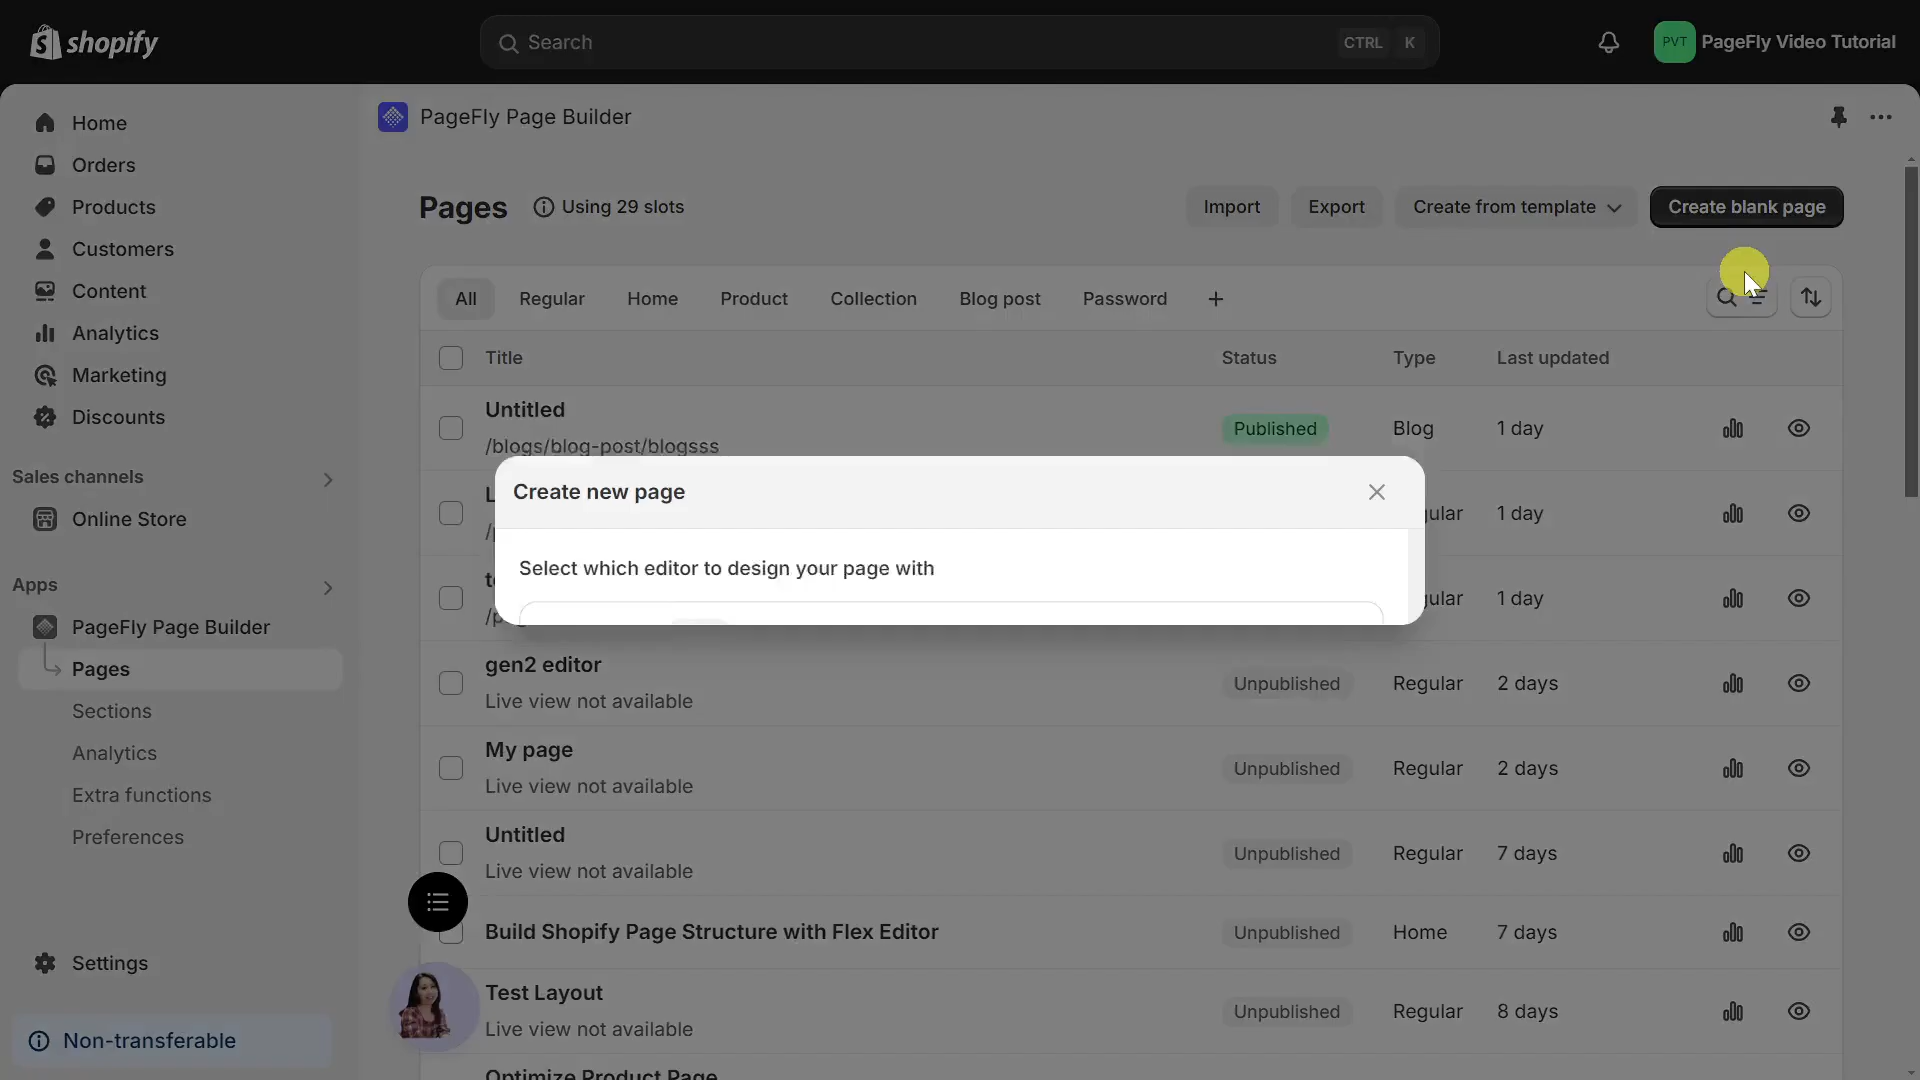 shopify
Search
CTRL K
PVT
PageFly Video Tutorial
Home
Orders
Products
Customers
Content
Analytics
Marketing
Discounts
Sales channels
Online Store
Apps
PageFly Page Builder
Pages
Sections
Analytics
Extra functions
Preferences
Settings
Non-transferable
PageFly Page Builder
Pages
Using 29 slots
Import
Export
Create from template
Create blank page
All Regular Home Product Collection Blog post Password
Title Status Type Last updated
Untitled
/blogs/blog-post/blogsss
Published Blog 1 day
1 day
1 day
Create new page
Select which editor to design your page with
gen2 editor
Live view not available
Unpublished Regular 2 days
My page
Live view not available
Unpublished Regular 2 days
Untitled
Live view not available
Unpublished Regular 7 days
Build Shopify Page Structure with Flex Editor
Unpublished Home 7 days
Test Layout
Live view not available
Unpublished Regular 8 days
Optimize Product Page